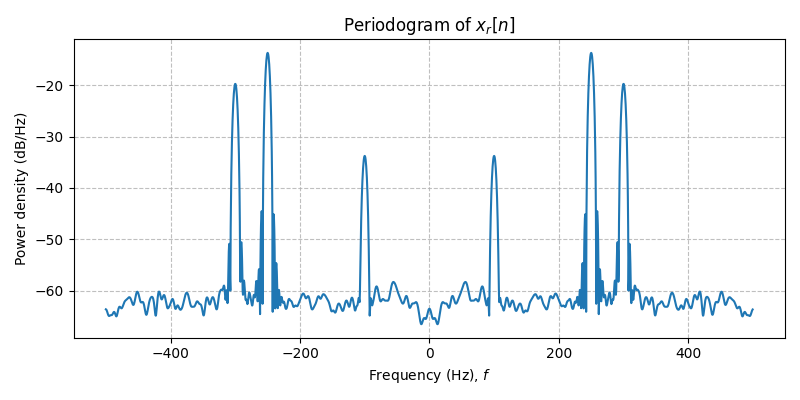 Periodogram of $x_r[n]$
Power density (dB/Hz)
−20
−30
−40
−50
−60
−400 −200 0 200 400
Frequency (Hz), $f$